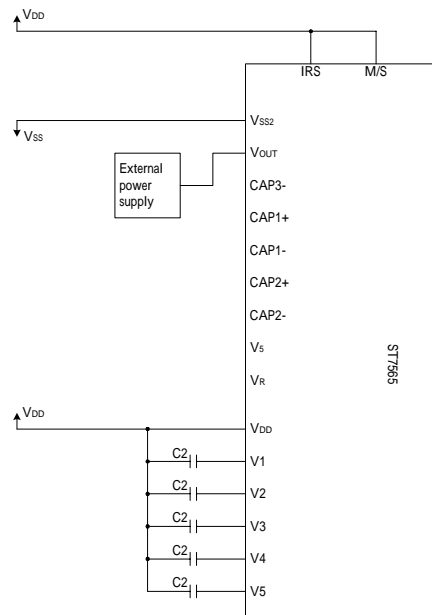 VDD
IRS M/S
VSS2
VSS
VOUT
External
power
supply
CAP3-
CAP1+
CAP1-
CAP2+
CAP2-
V5
ST7565
VR
VDD
VDD
C2
V1
C2
V2
C2
V3
C2
V4
C2
V5